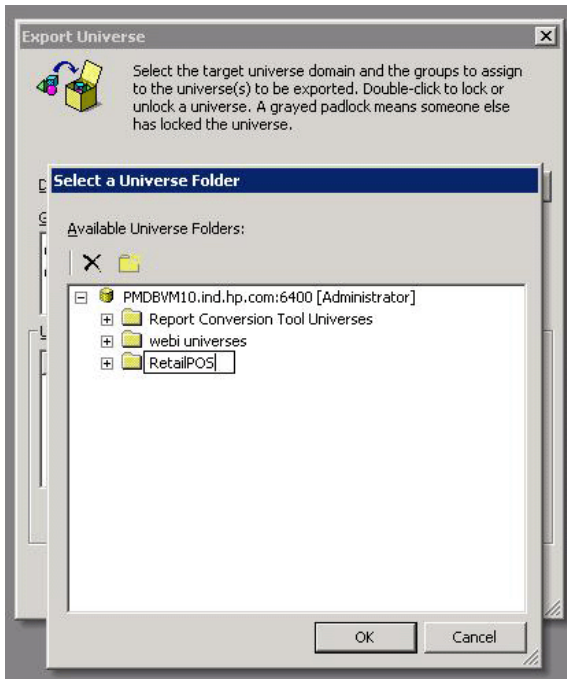 Export Universe
Select the target universe domain and the groups to assign
to the universe(s) to be exported. Double-click to lock or
unlock a universe. A grayed padlock means someone else
has locked the universe.
D
Select a Universe Folder
G
Available Universe Folders:
PMDBVM10.ind.hp.com:6400 [Administrator]
Report Conversion Tool Universes
webi universes
RetailPOS
U
OK
Cancel